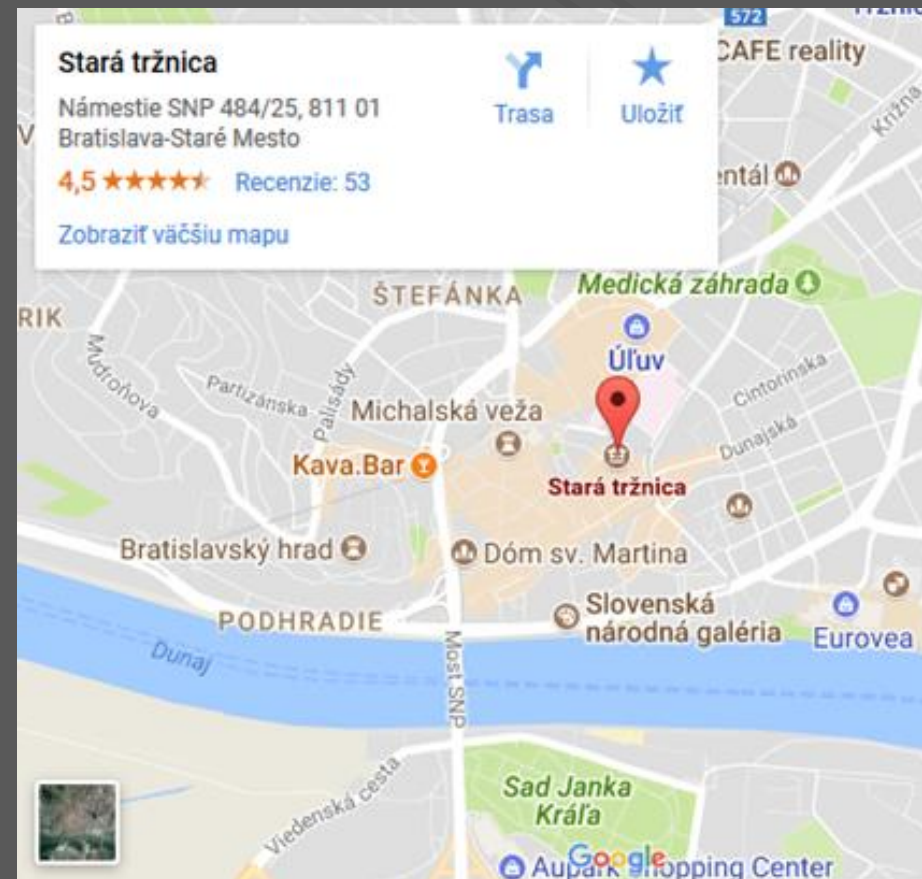 572
CAFE reality
Stará tržnica
Námestie SNP 484/25, 811 01
Bratislava-Staré Mesto
4,5
Recenzie: 53
Zobraziť väčšiu mapu
Trasa
Uložiť
Krížna
entál
ŠTEFÁNKA
Medická záhrada
RIK
Úľuv
Mudroňova
Partizánska
Palisády
Michalská veža
Cintorínska
Dunajská
Kava.Bar
Stará tržnica
Bratislavský hrad
Dóm sv. Martina
PODHRADIE
Slovenská
národná galéria
Eurovea
Dunaj
Most SNP
Viedenská cesta
Sad Janka
Kráľa
Google
Aupark Shopping Center